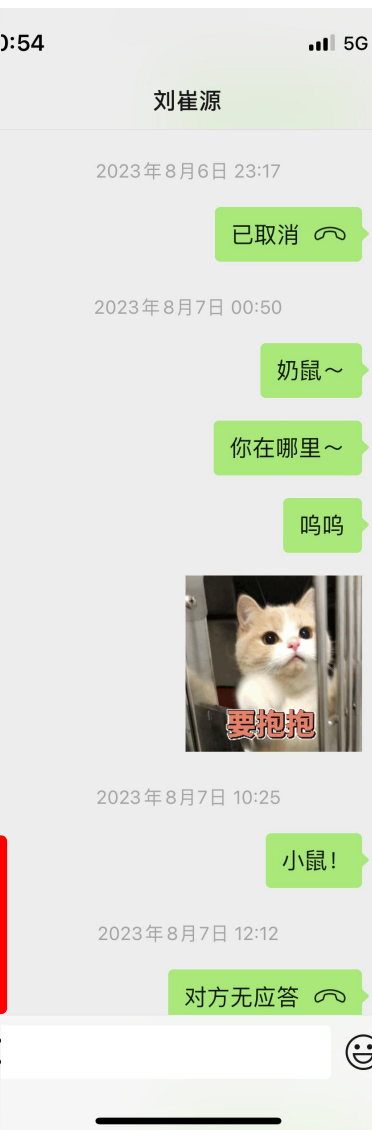 0:54
5G
刘崔源
2023年8月6日 23:17
已取消
2023年8月7日 00:50
奶鼠～
你在哪里～
呜呜
要抱抱
2023年8月7日 10:25
小鼠！
2023年8月7日 12:12
对方无应答